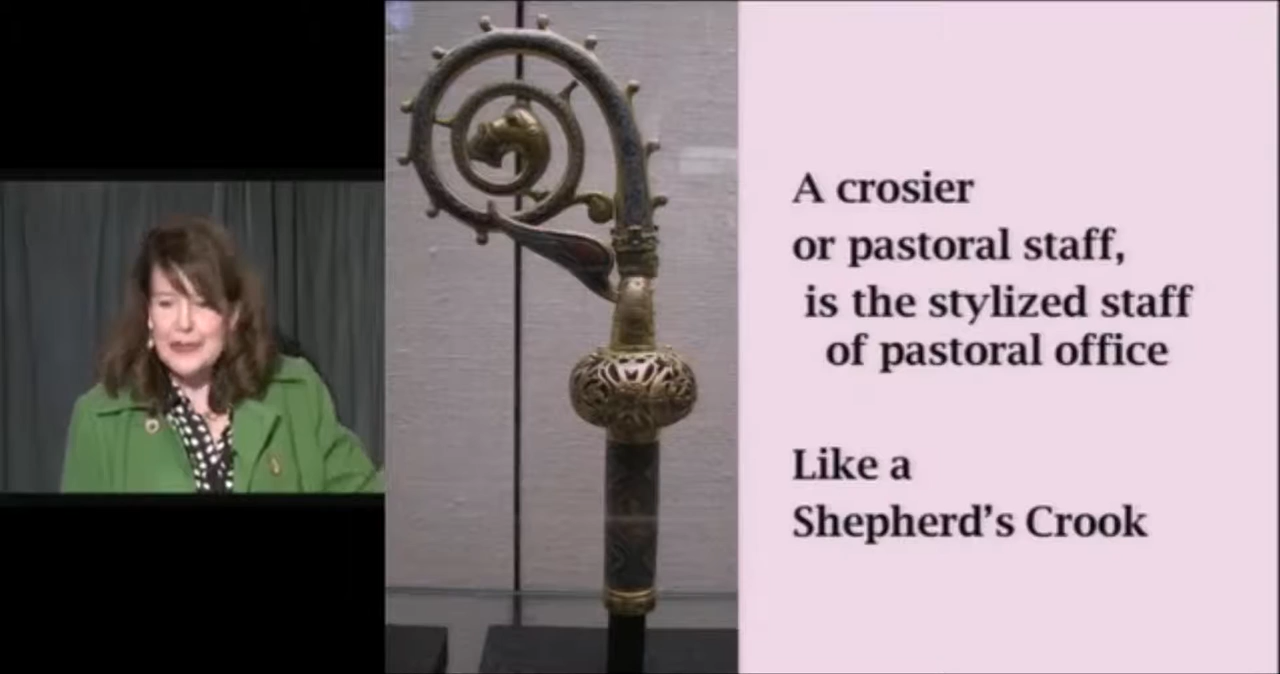 A crosier
or pastoral staff,
is the stylized staff
of pastoral office
Like a
Shepherd’s Crook